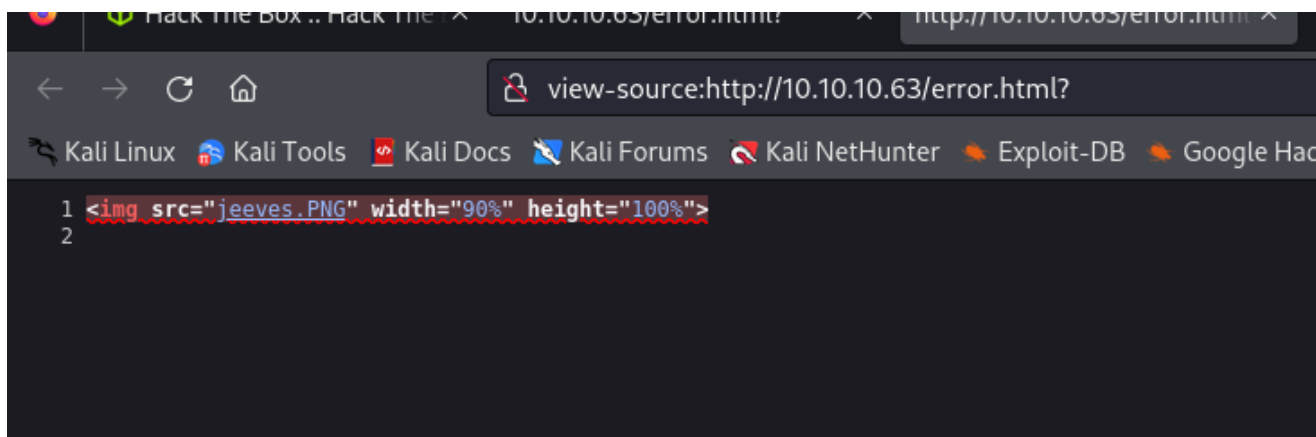 Hack The Box :: Hack The
10.10.10.63/error.html?
http://10.10.10.63/error.html
view-source:http://10.10.10.63/error.html?
Kali Linux Kali Tools Kali Docs Kali Forums Kali NetHunter Exploit-DB Google Hac
1 <img src="jeeves.PNG" width="90%" height="100%">
2